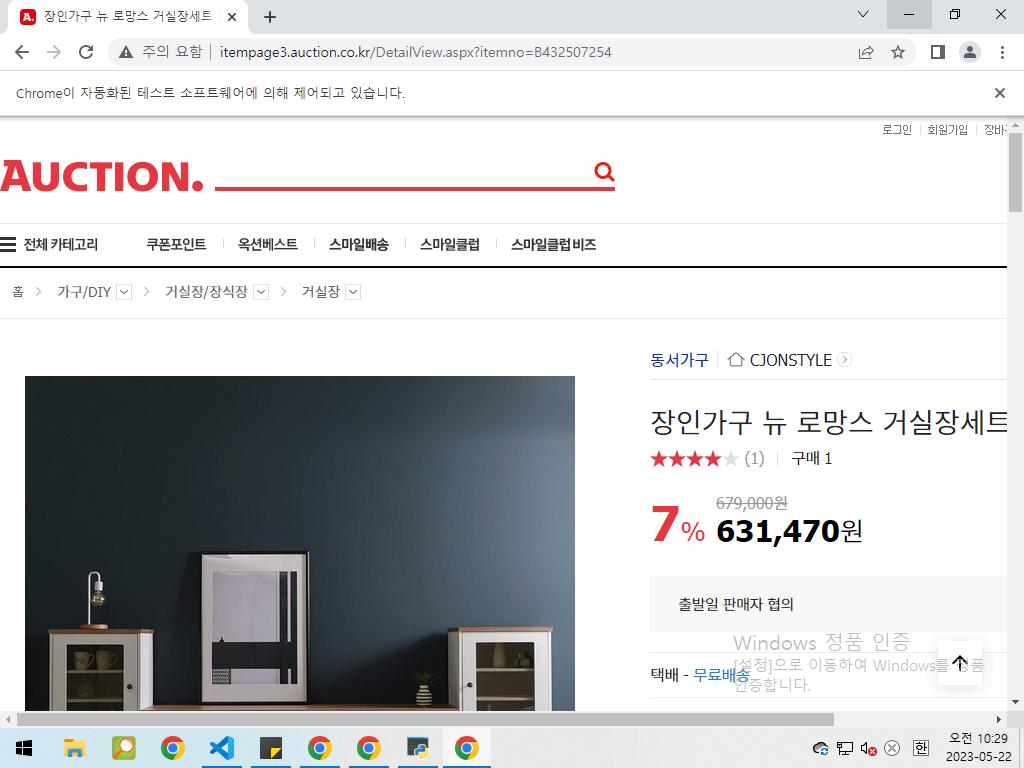 장인가구 뉴 로망스 거실장세트
주의 요함 itempage3.auction.co.kr/DetailView.aspx?itemno=B432507254
Chrome이 자동화된 테스트 소프트웨어에 의해 제어되고 있습니다.
로그인 회원가입 장바
AUCTION.
전체 카테고리 쿠폰포인트 옥션베스트 스마일배송 스마일클럽 스마일클럽 비즈
홈 > 가구/DIY > 거실장/장식장 > 거실장
동서가구 CJONSTYLE
장인가구 뉴 로망스 거실장세트
(1) 구매 1
679,000원
7% 631,470원
출발일 판매자 협의
Windows 정품 인증
[설정]으로 이동하여 Windows를 정품
인증합니다.
택배 - 무료배송
한
오전 10:29
2023-05-22